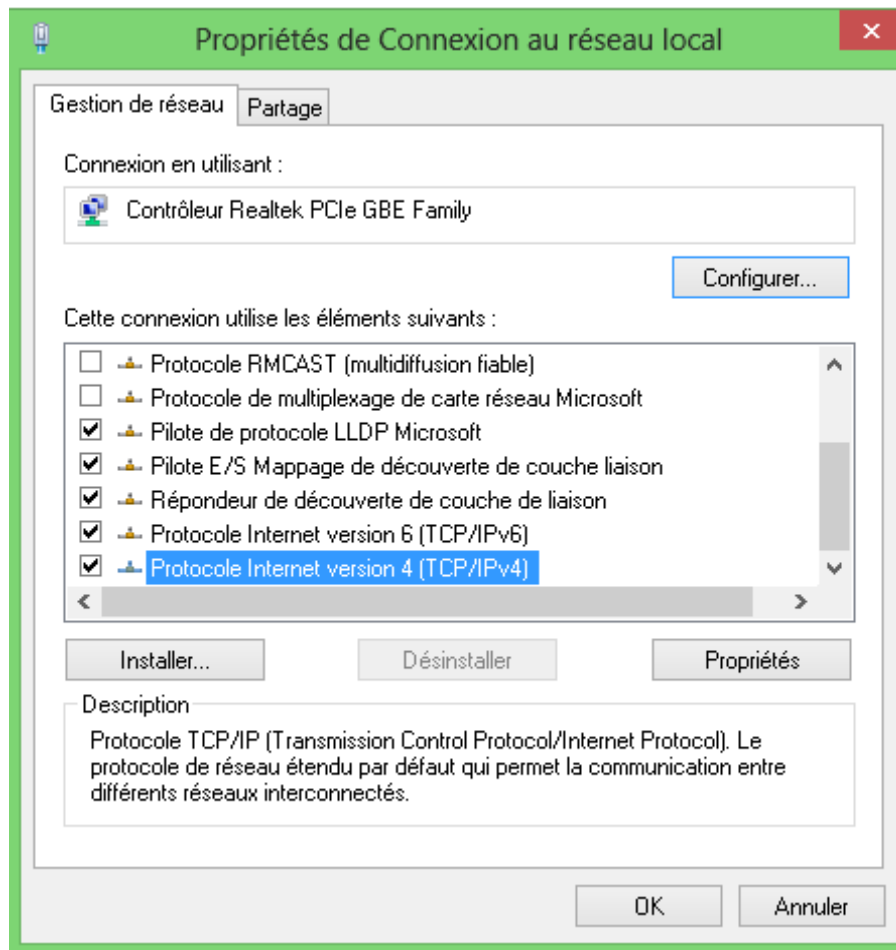 Propriétés de Connexion au réseau local
Gestion de réseau
Partage
Connexion en utilisant :
Contrôleur Realtek PCIe GBE Family
Configurer...
Cette connexion utilise les éléments suivants :
Protocole RMCAST (multidiffusion fiable)
Protocole de multiplexage de carte réseau Microsoft
Pilote de protocole LLDP Microsoft
Pilote E/S Mappage de découverte de couche liaison
Répondeur de découverte de couche de liaison
Protocole Internet version 6 (TCP/IPv6)
Protocole Internet version 4 (TCP/IPv4)
Installer...
Désinstaller
Propriétés
Description
Protocole TCP/IP (Transmission Control Protocol/Internet Protocol). Le
protocole de réseau étendu par défaut qui permet la communication entre
différents réseaux interconnectés.
OK
Annuler